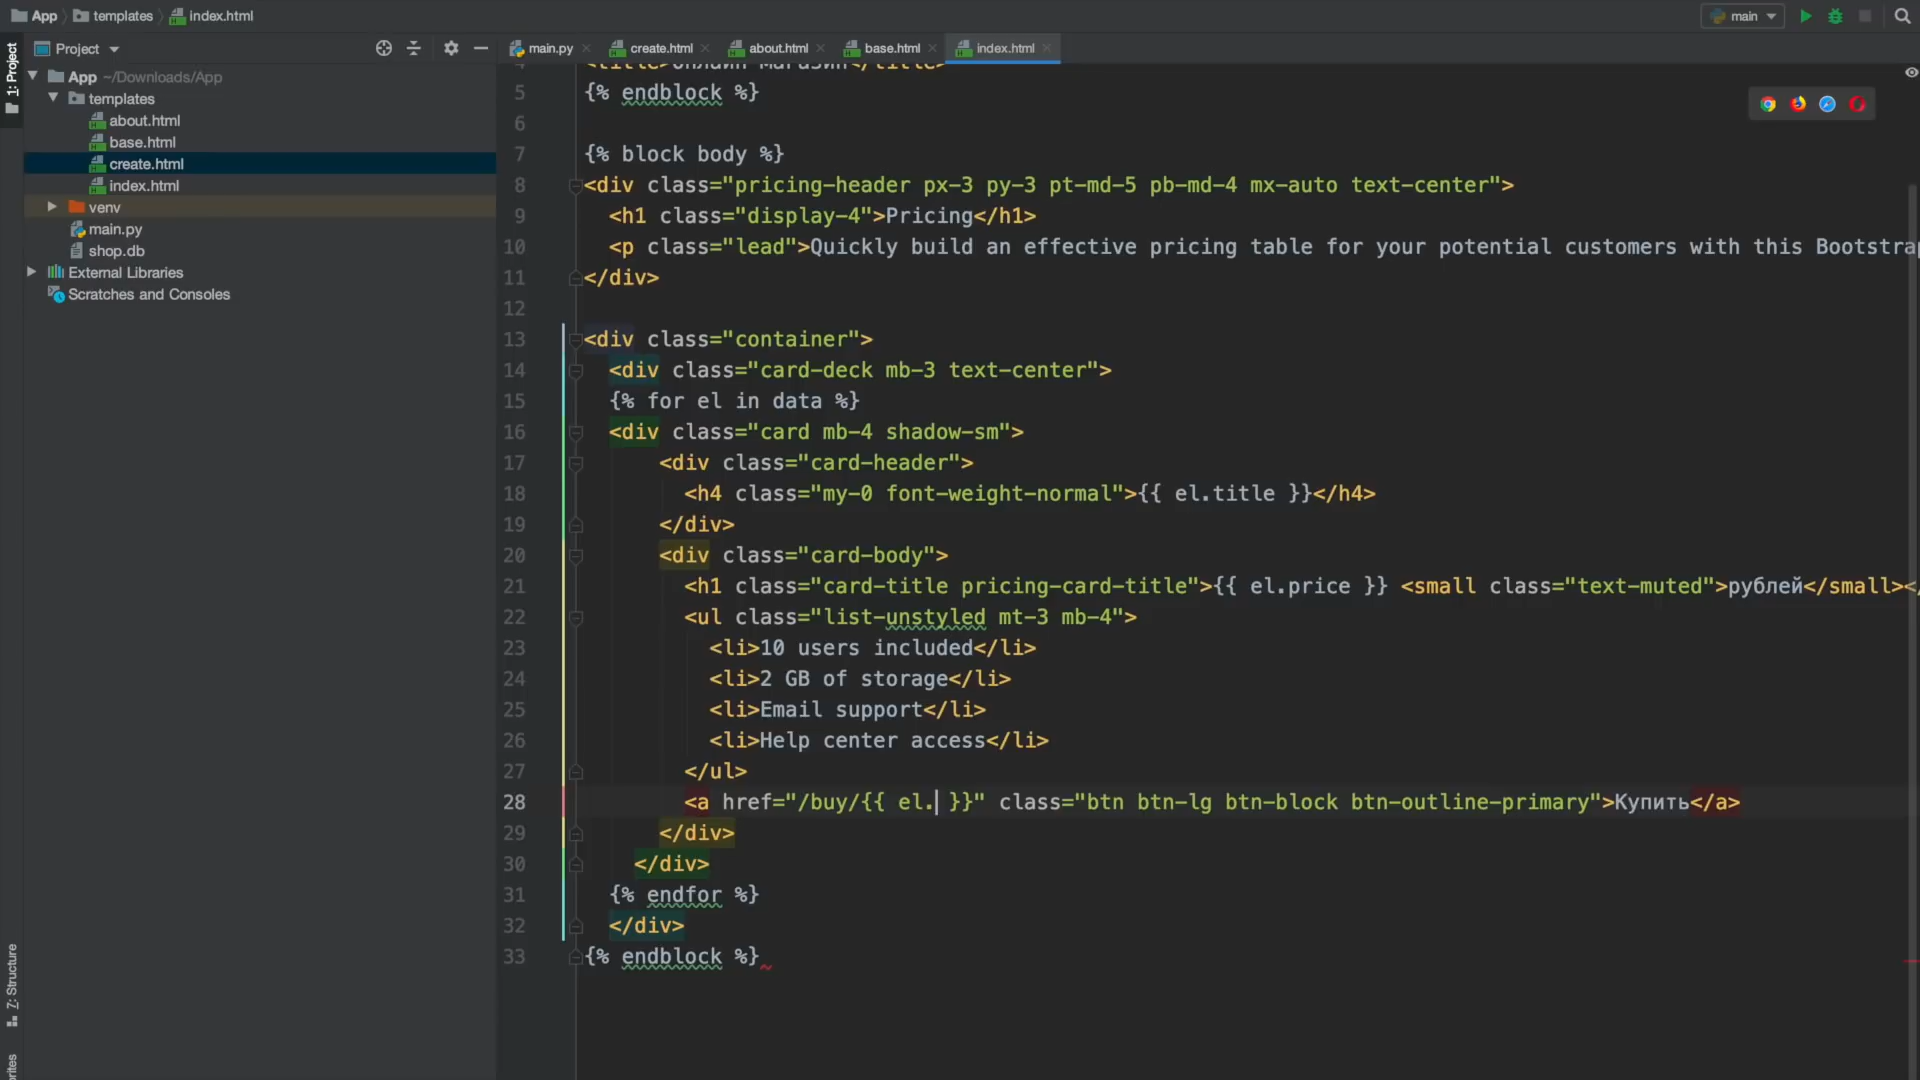 App templates index.html
main
Project
main.py create.html about.html base.html index.html
1: Project
App ~/Downloads/App
templates
about.html
base.html
create.html
index.html
venv
main.py
shop.db
External Libraries
Scratches and Consoles
Z: Structure
4 <title>Онлайн магазин</title>
5 {% endblock %}
6
7 {% block body %}
8 <div class="pricing-header px-3 py-3 pt-md-5 pb-md-4 mx-auto text-center">
9 <h1 class="display-4">Pricing</h1>
10 <p class="lead">Quickly build an effective pricing table for your potential customers with this Bootstrap
11 </div>
12
13 <div class="container">
14 <div class="card-deck mb-3 text-center">
15 {% for el in data %}
16 <div class="card mb-4 shadow-sm">
17 <div class="card-header">
18 <h4 class="my-0 font-weight-normal">{{ el.title }}</h4>
19 </div>
20 <div class="card-body">
21 <h1 class="card-title pricing-card-title">{{ el.price }} <small class="text-muted">рублей</small><
22 <ul class="list-unstyled mt-3 mb-4">
23 <li>10 users included</li>
24 <li>2 GB of storage</li>
25 <li>Email support</li>
26 <li>Help center access</li>
27 </ul>
28 <a href="/buy/{{ el. }}" class="btn btn-lg btn-block btn-outline-primary">Купить</a>
29 </div>
30 </div>
31 {% endfor %}
32 </div>
33 {% endblock %}